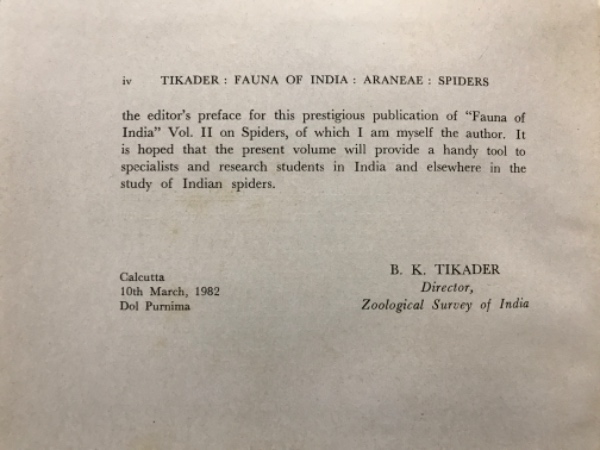 iv TIKADER : FAUNA OF INDIA : ARANEAE : SPIDERS
the editor's preface for this prestigious publication of "Fauna of
India" Vol. II on Spiders, of which I am myself the author. It
is hoped that the present volume will provide a handy tool to
specialists and research students in India and elsewhere in the
study of Indian spiders.
Calcutta
10th March, 1982
Dol Purnima
B. K. TIKADER
Director,
Zoological Survey of India